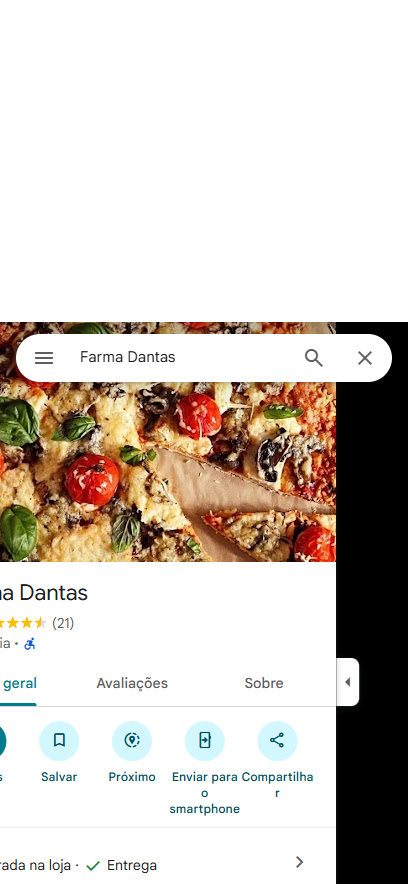 Farma Dantas
na Dantas
(21)
ia ·
geral Avaliações Sobre
s Salvar Próximo Enviar para o smartphone Compartilhar
rada na loja · Entrega